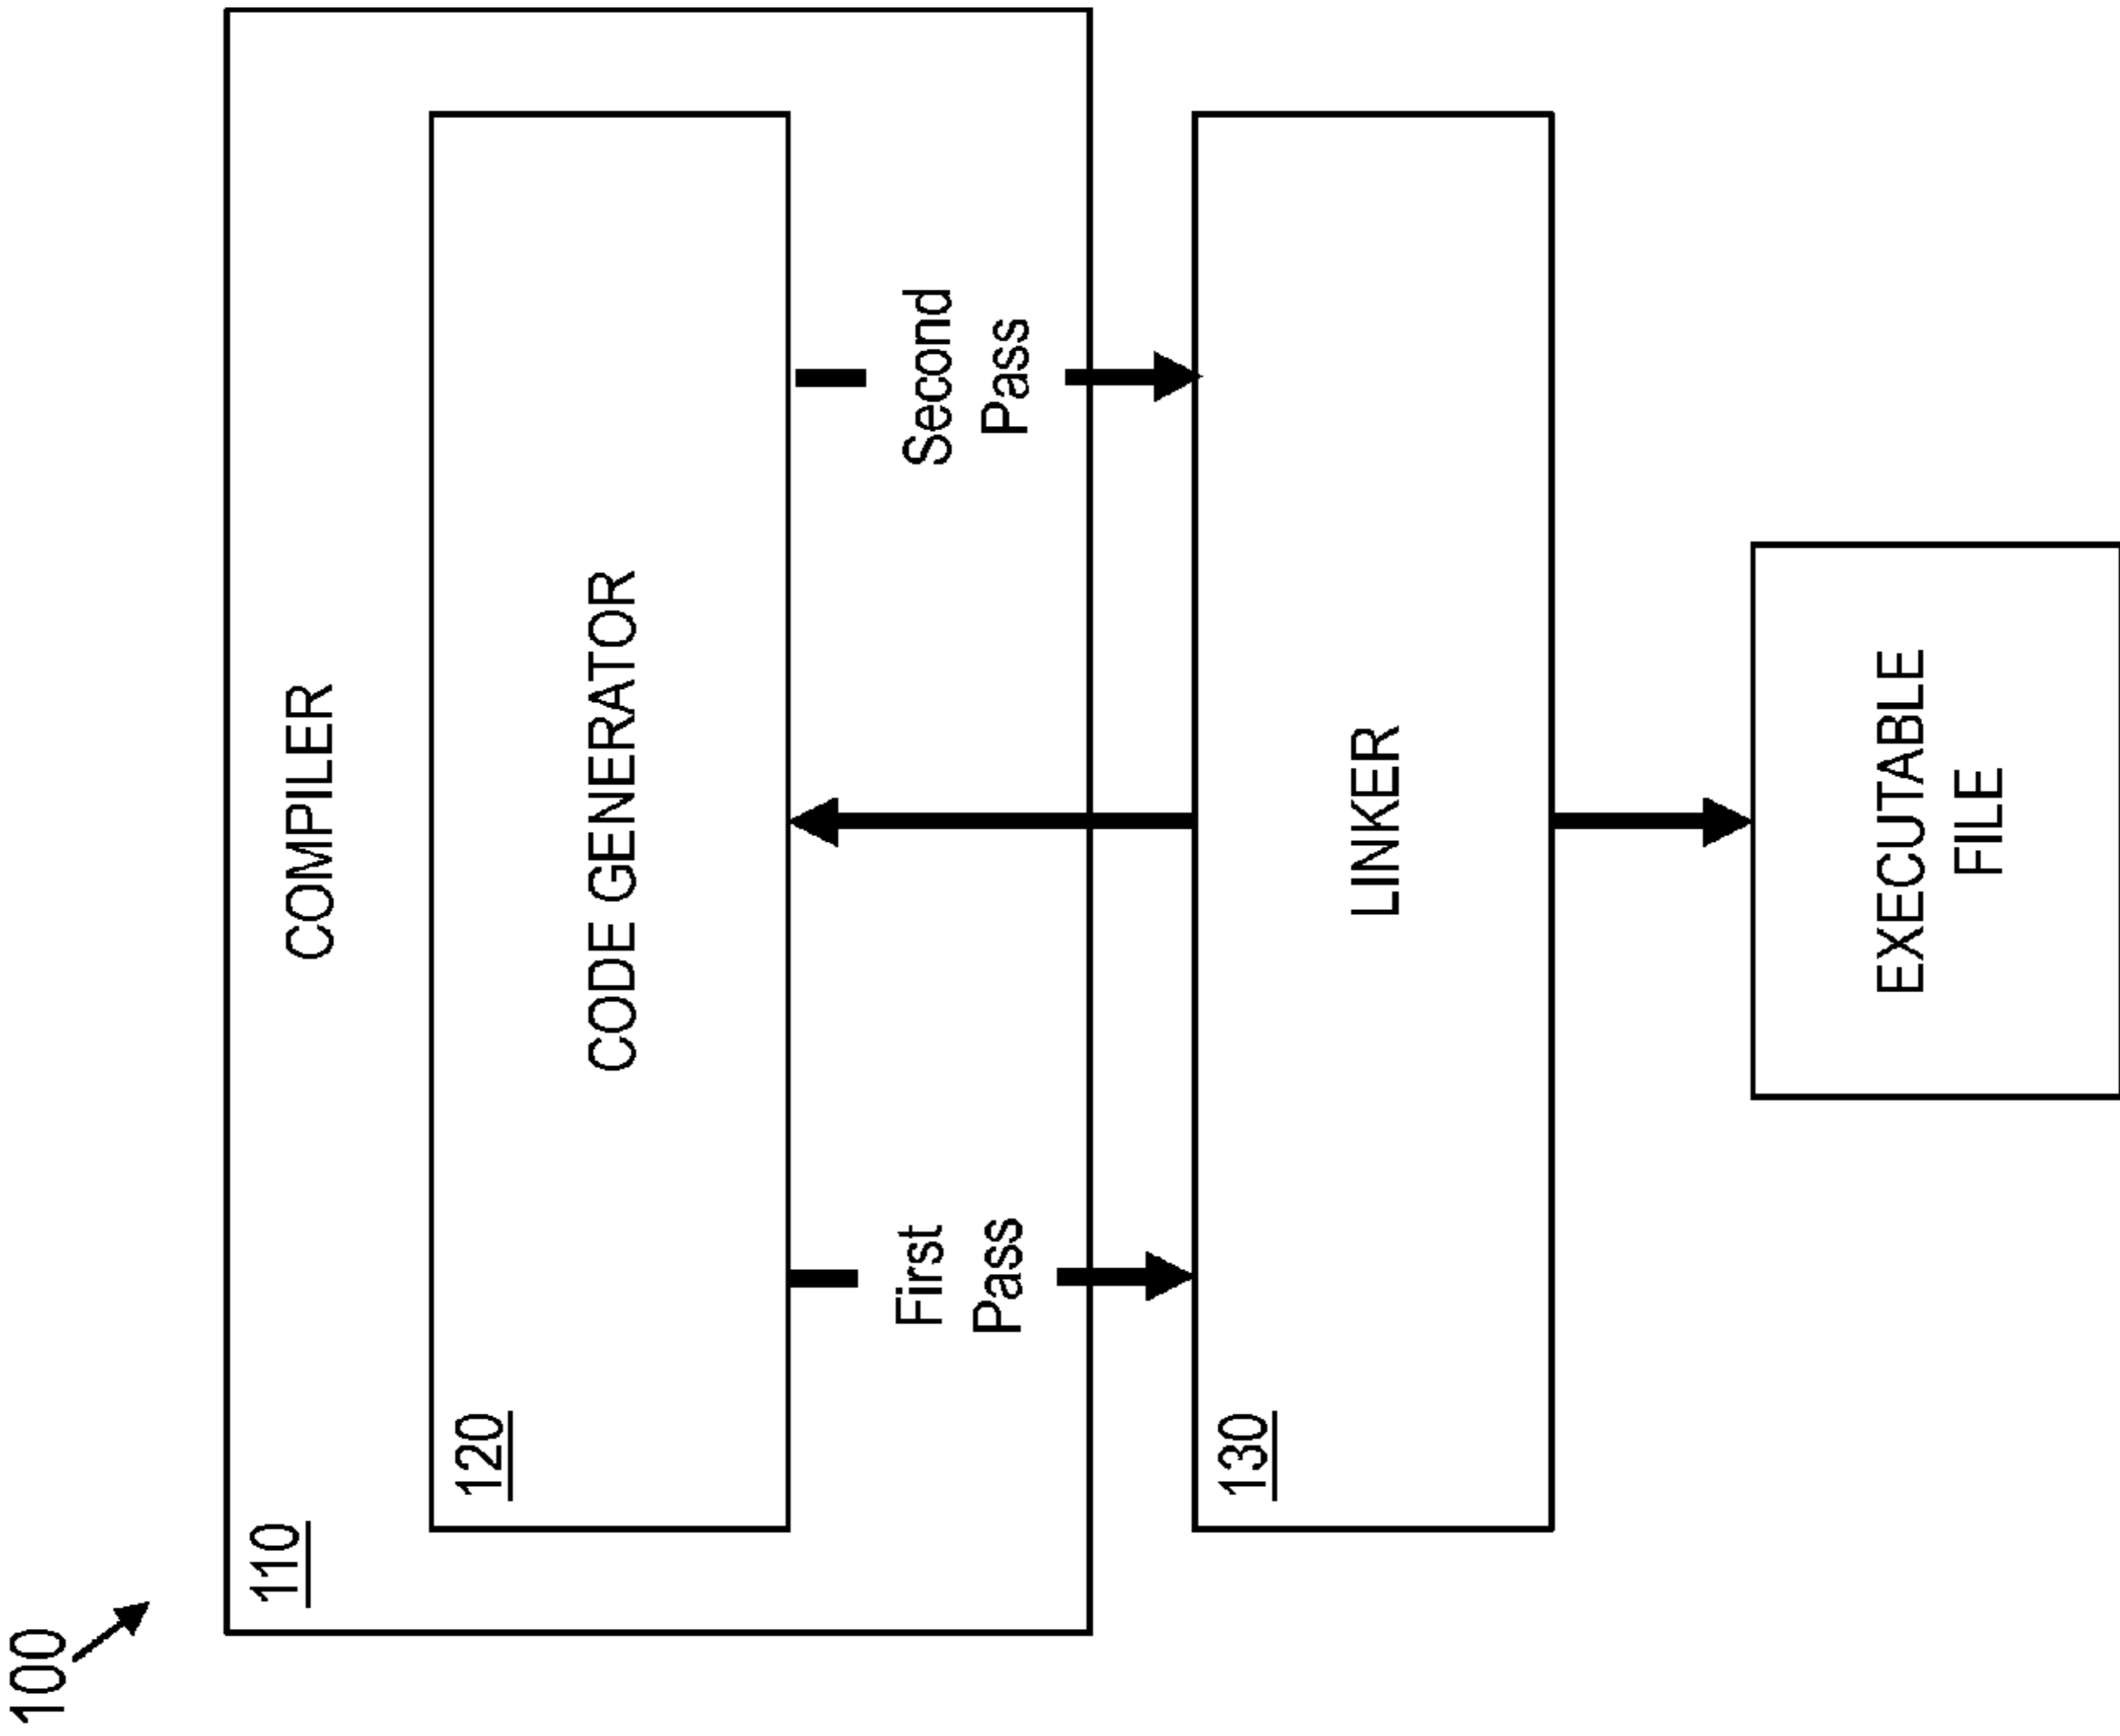 100
110
COMPILER
120
CODE GENERATOR
First
Pass
Second
Pass
130
LINKER
EXECUTABLE
FILE